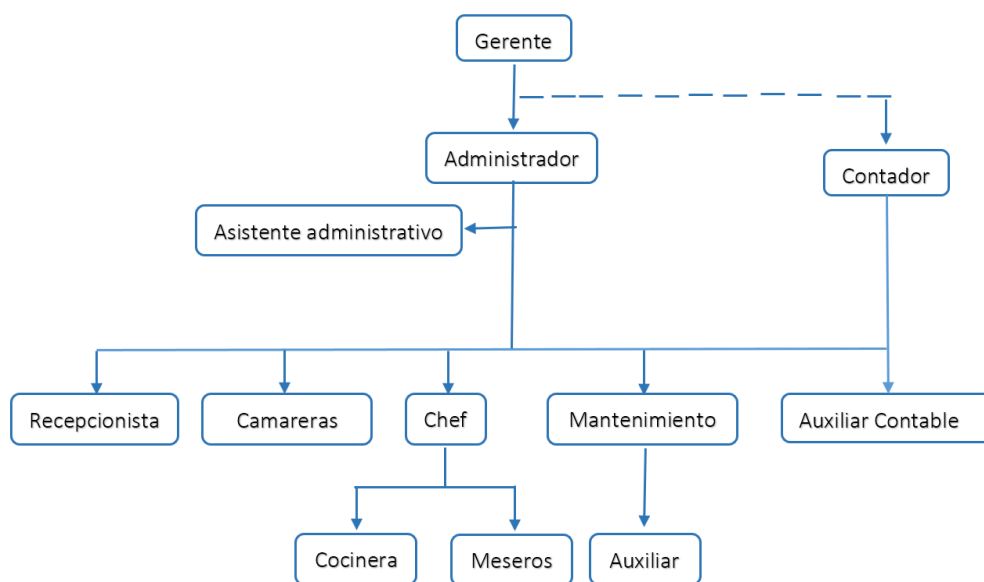 Gerente
Administrador
Contador
Asistente administrativo
Recepcionista
Camareras
Chef
Mantenimiento
Auxiliar Contable
Cocinera
Meseros
Auxiliar